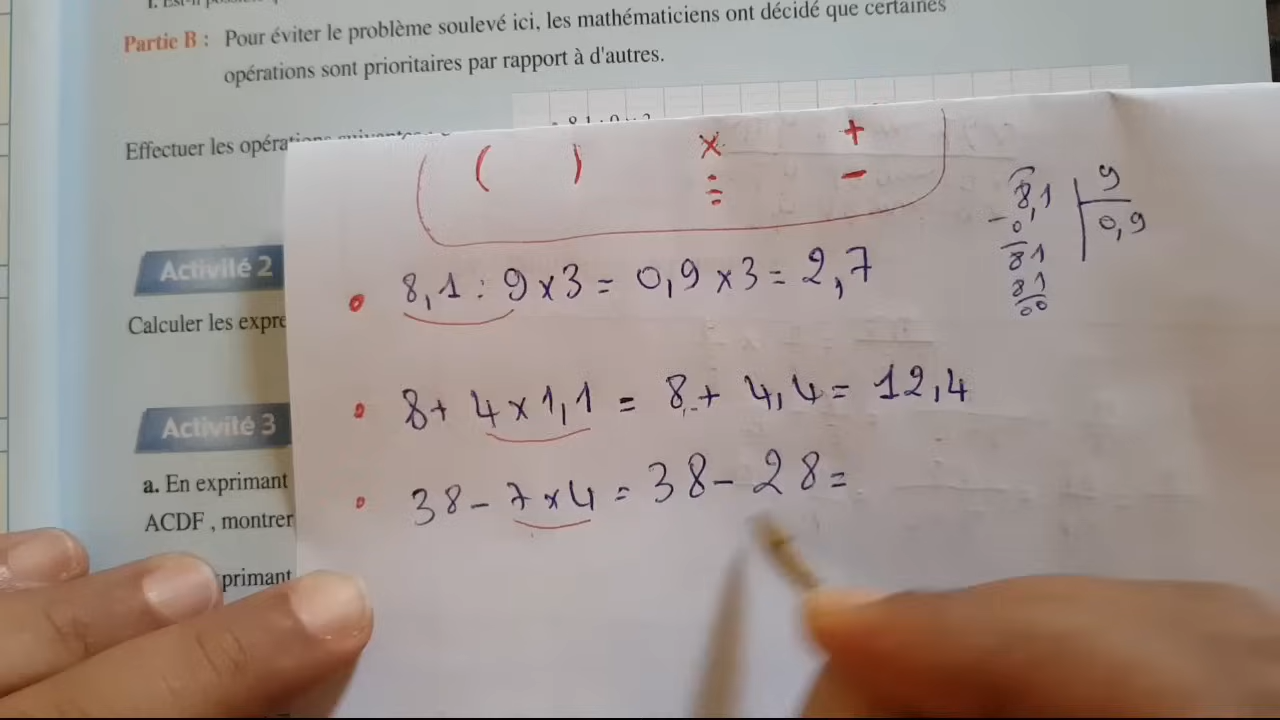 Partie B : Pour éviter le problème soulevé ici, les mathématiciens ont décidé que certaines
opérations sont prioritaires par rapport à d'autres.
Effectuer les
( ) × +
÷ −
8,1 : 9 × 3 = 0,9 × 3 = 2,7
8,1 | 9
− 0 0,9
81
81
00
Activité 2
Calculer les
8 + 4 × 1,1 = 8 + 4,4 = 12,4
Activité 3
38 − 7 × 4 = 38 − 28 =
a. En exprimant
ACDF , montrer